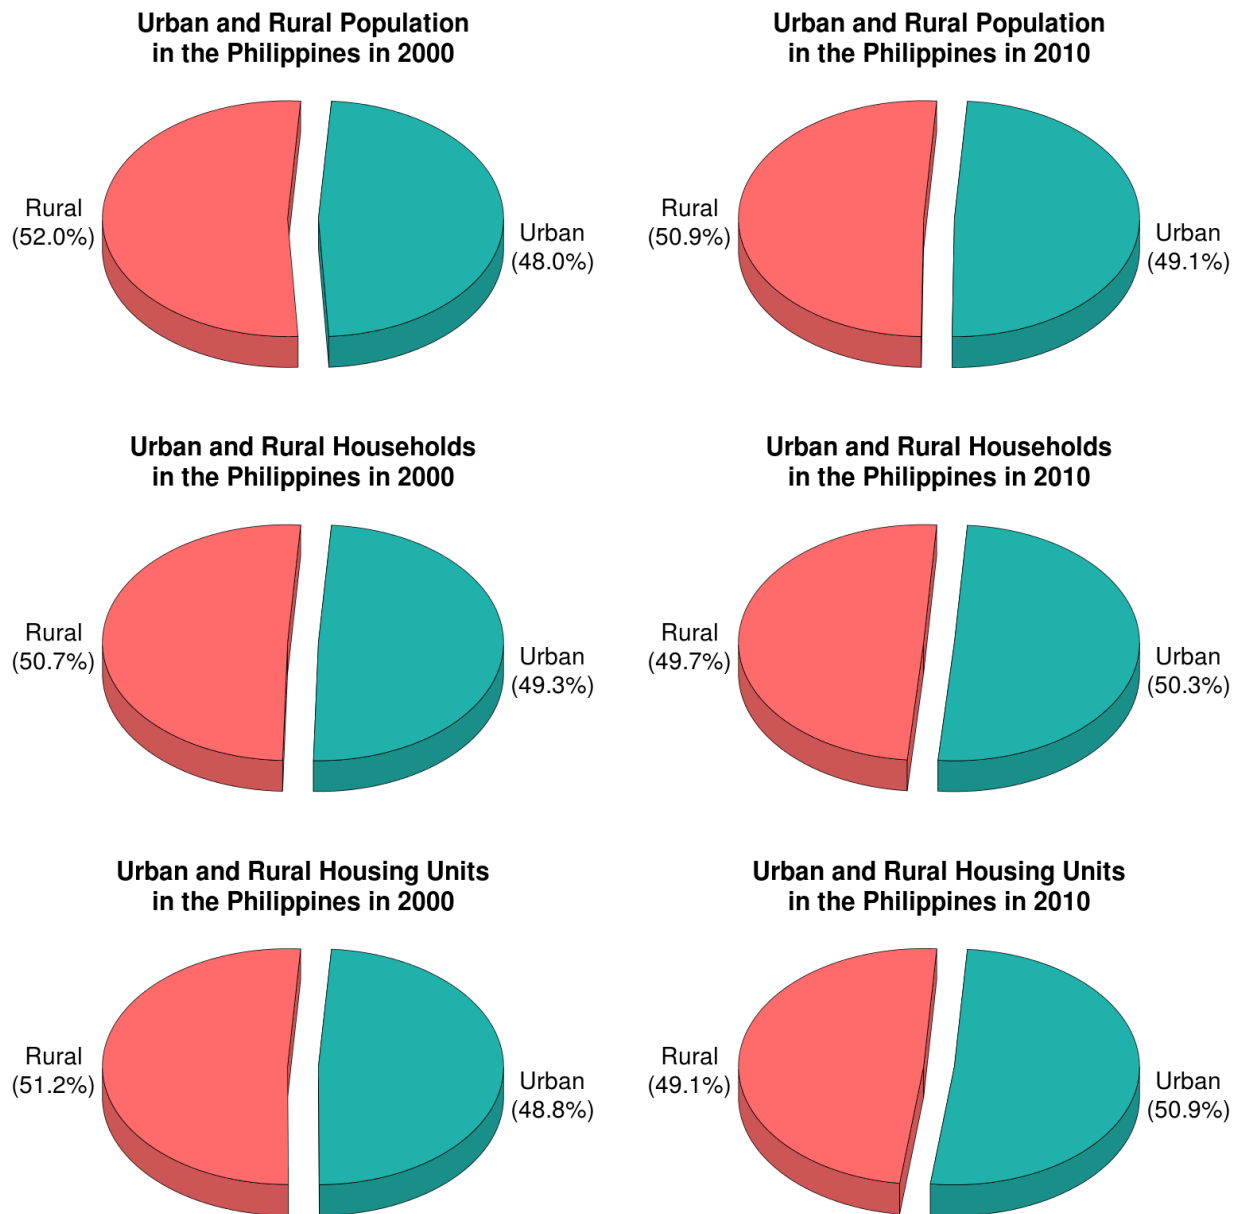 Urban and Rural Population
in the Philippines in 2000
Rural
(52.0%)
Urban
(48.0%)
Urban and Rural Population
in the Philippines in 2010
Rural
(50.9%)
Urban
(49.1%)
Urban and Rural Households
in the Philippines in 2000
Rural
(50.7%)
Urban
(49.3%)
Urban and Rural Households
in the Philippines in 2010
Rural
(49.7%)
Urban
(50.3%)
Urban and Rural Housing Units
in the Philippines in 2000
Rural
(51.2%)
Urban
(48.8%)
Urban and Rural Housing Units
in the Philippines in 2010
Rural
(49.1%)
Urban
(50.9%)